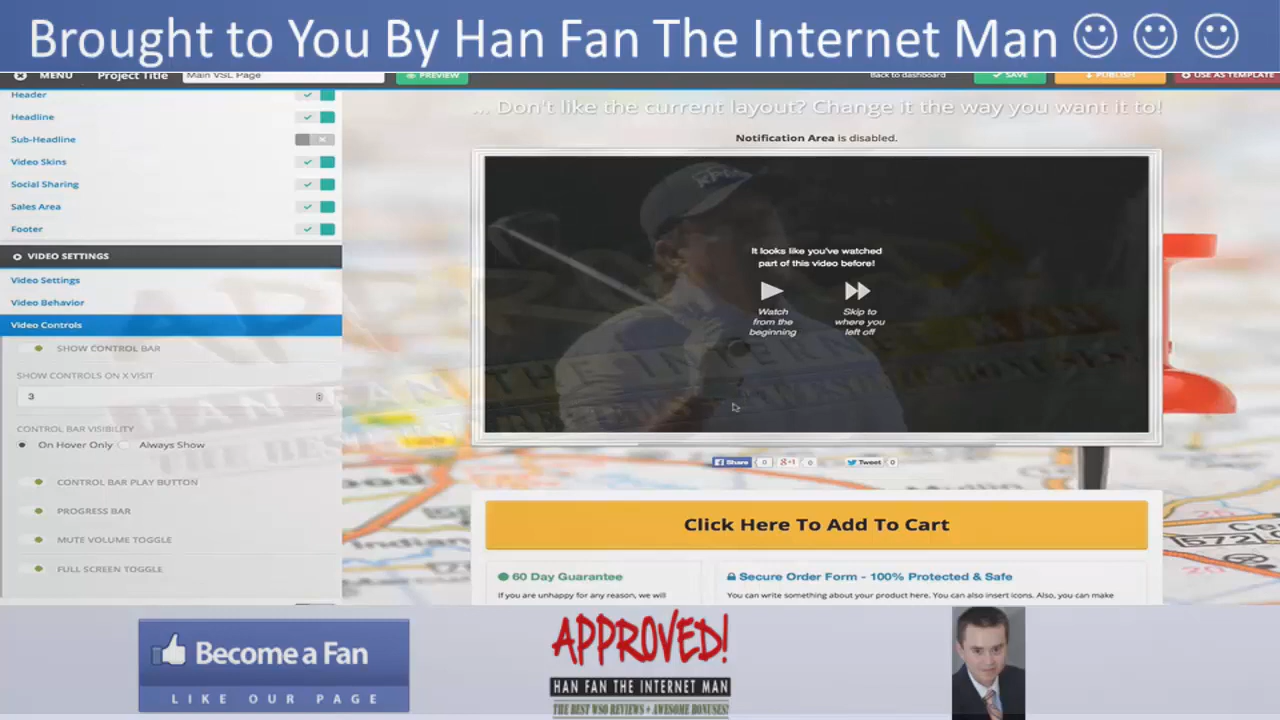 Brought to You By Han Fan The Internet Man
MENU Project Title Main VSL Page PREVIEW Back to dashboard SAVE PUBLISH USE AS TEMPLATE
Header
Headline
Sub-Headline
Video Skins
Social Sharing
Sales Area
Footer
VIDEO SETTINGS
Video Settings
Video Behavior
Video Controls
SHOW CONTROL BAR
SHOW CONTROLS ON X VISIT
3
CONTROL BAR VISIBILITY
On Hover Only Always Show
CONTROL BAR PLAY BUTTON
PROGRESS BAR
MUTE VOLUME TOGGLE
FULL SCREEN TOGGLE
... Don't like the current layout? Change it the way you want it to!
Notification Area is disabled.
It looks like you've watched
part of this video before!
Watch
from the
beginning
Skip to
where you
left off
Share 0 g+1 0 Tweet 0
Click Here To Add To Cart
60 Day Guarantee
If you are unhappy for any reason, we will
Secure Order Form - 100% Protected & Safe
You can write something about your product here. You can also insert icons. Also, you can make
Become a Fan
LIKE OUR PAGE
APPROVED!
HAN FAN THE INTERNET MAN
THE BEST WSO REVIEWS + AWESOME BONUSES!